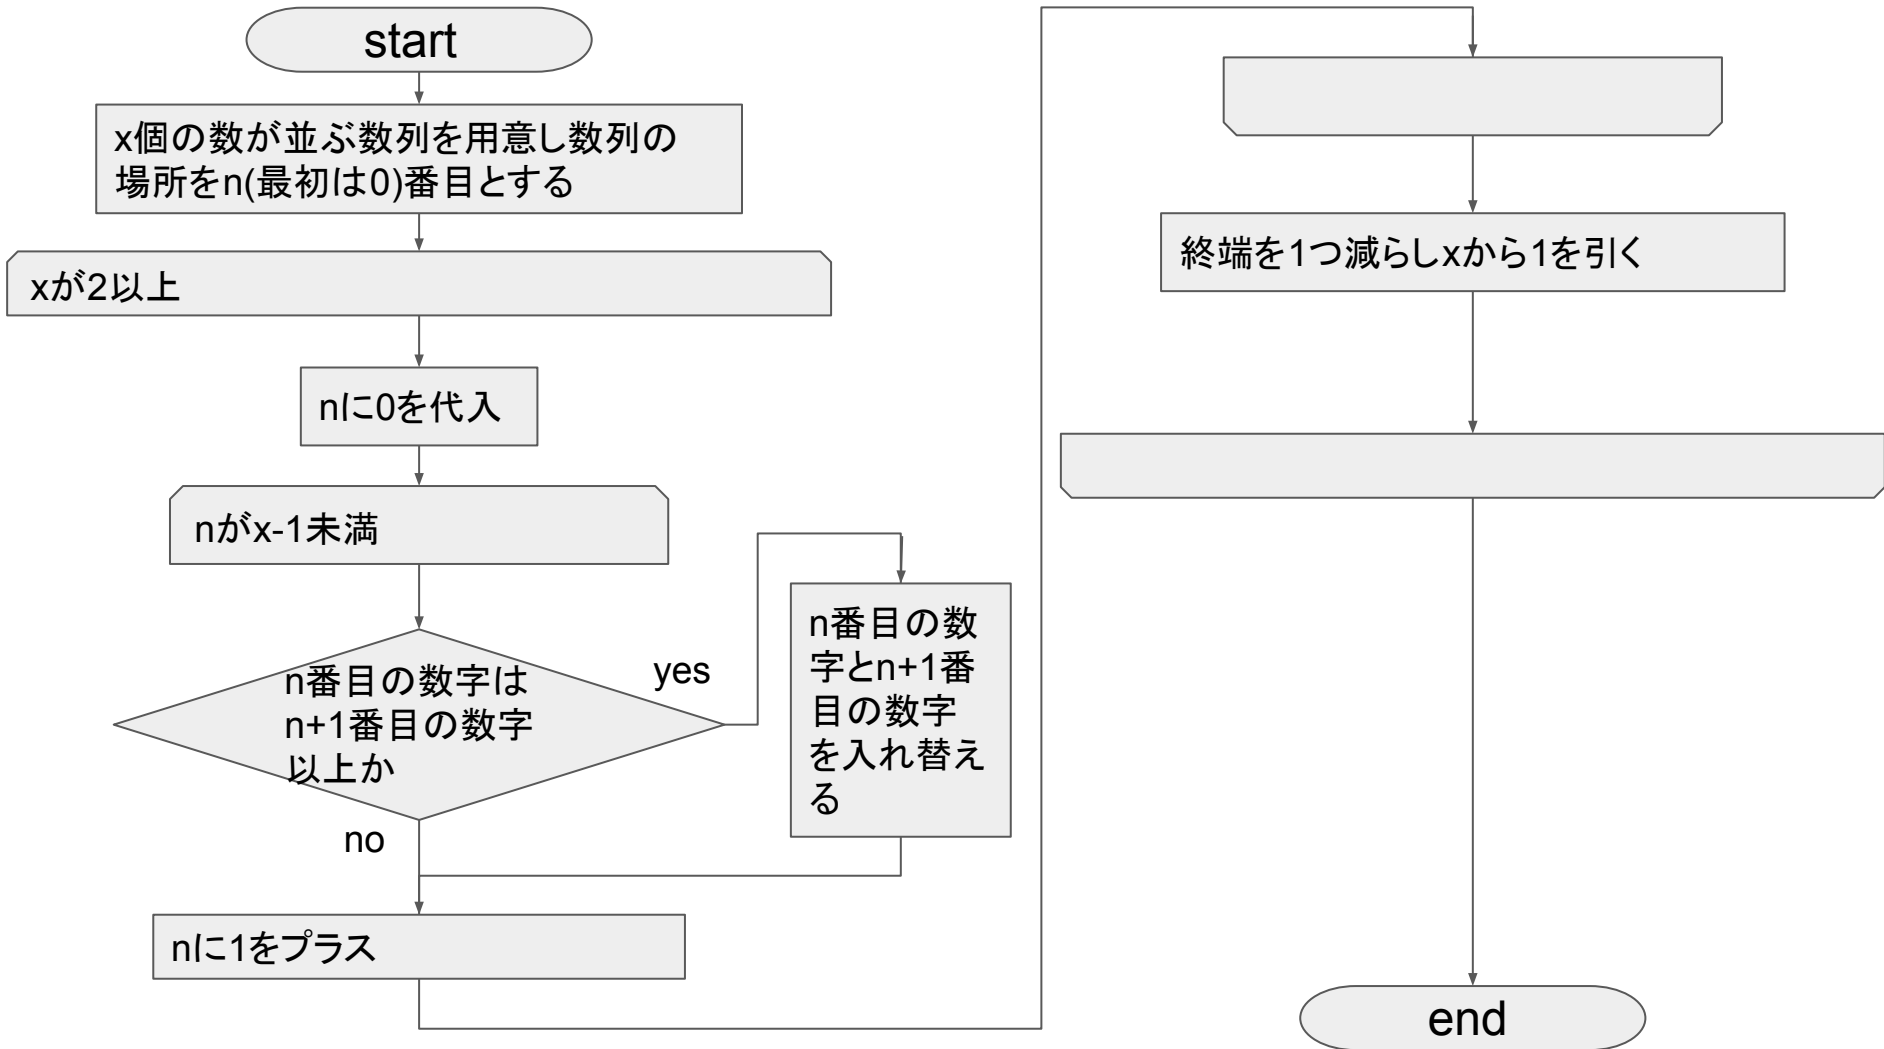 start
x個の数が並ぶ数列を用意し数列の
場所をn(最初は0)番目とする
xが2以上
nに0を代入
nがx-1未満
n番目の数字は
n+1番目の数字
以上か
yes
no
n番目の数
字とn+1番
目の数字
を入れ替え
る
nに1をプラス
終端を1つ減らしxから1を引く
end